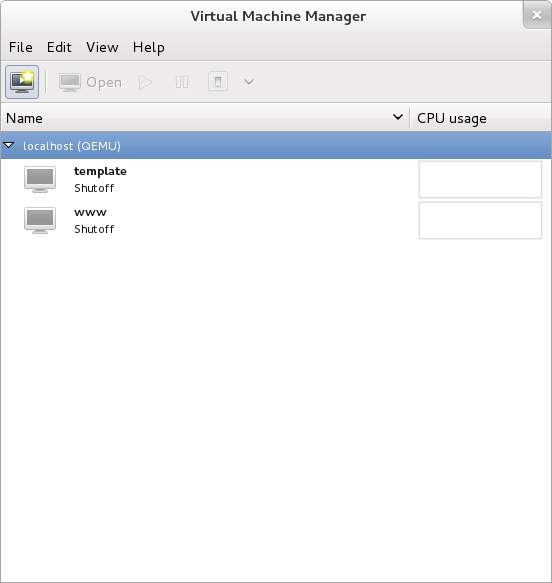 Virtual Machine Manager
File Edit View Help
Open
Name CPU usage
localhost (QEMU)
template
Shutoff
www
Shutoff